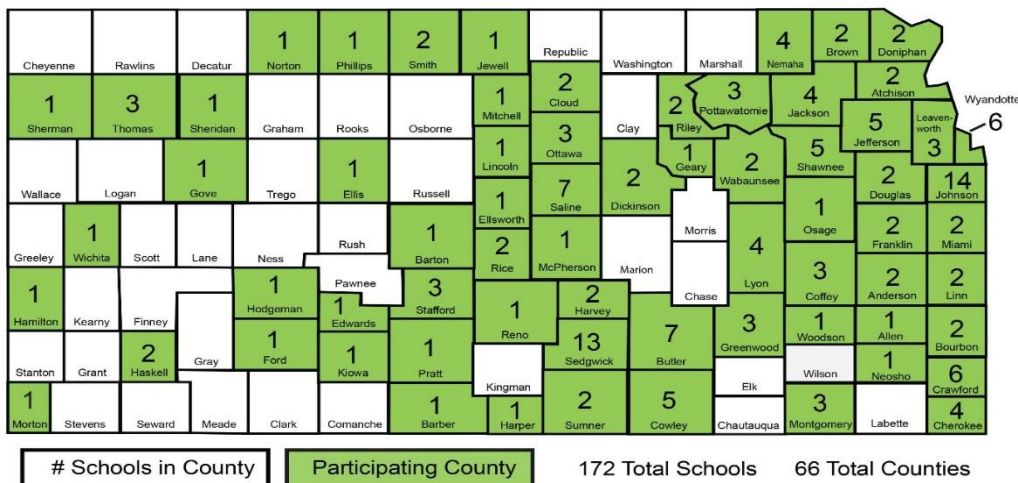 1 Norton
1 Phillips
2 Smith
1 Jewell
Republic
Washington
Marshall
4 Nemaha
2 Brown
2 Doniphan
Cheyenne
Rawlins
Decatur
1 Sherman
3 Thomas
1 Sheridan
Graham
Rooks
Osborne
1 Mitchell
2 Cloud
Clay
2 Riley
3 Pottawatomie
4 Jackson
2 Atchison
Wyandotte
6
5 Jefferson
Leaven-
worth
3
1 Lincoln
3 Ottawa
1 Geary
2 Wabaunsee
5 Shawnee
Wallace
Logan
1 Gove
Trego
1 Ellis
Russell
1 Ellsworth
7 Saline
2 Dickinson
Morris
1 Osage
2 Douglas
14 Johnson
Greeley
1 Wichita
Scott
Lane
Ness
Rush
1 Barton
2 Rice
1 McPherson
Marion
Chase
4 Lyon
2 Franklin
2 Miami
1 Hamilton
Kearny
Finney
1 Hodgeman
Pawnee
3 Stafford
3 Coffey
2 Anderson
2 Linn
Gray
1 Ford
1 Edwards
1 Reno
2 Harvey
Stanton
Grant
2 Haskell
1 Kiowa
1 Pratt
Kingman
13 Sedgwick
7 Butler
3 Greenwood
1 Woodson
1 Allen
2 Bourbon
Elk
Wilson
1 Neosho
6 Crawford
1 Morton
Stevens
Seward
Meade
Clark
Comanche
1 Barber
1 Harper
2 Sumner
5 Cowley
Chautauqua
3 Montgomery
Labette
4 Cherokee
# Schools in County
Participating County
172 Total Schools
66 Total Counties